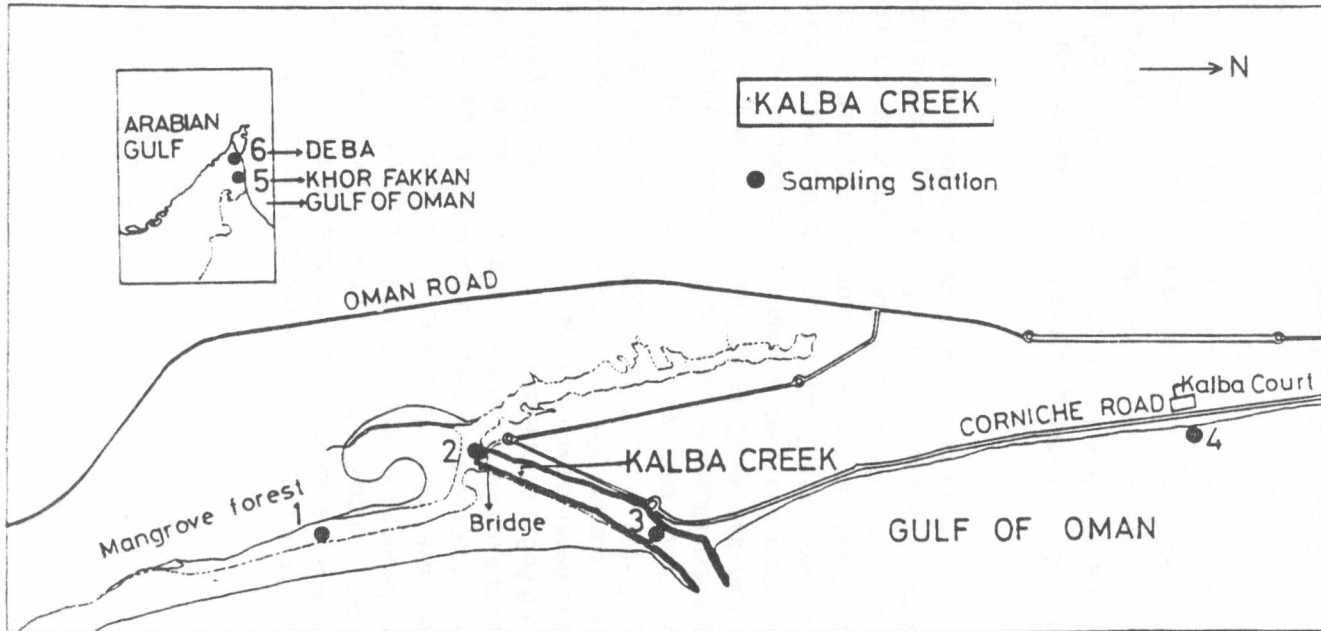 N
KALBA CREEK
● Sampling Station
ARABIAN
GULF
6 → DEBA
5 → KHOR FAKKAN
→ GULF OF OMAN
OMAN ROAD
Kalba Court
CORNICHE ROAD
4
2
KALBA CREEK
Mangrove forest
1
Bridge
3
GULF OF OMAN